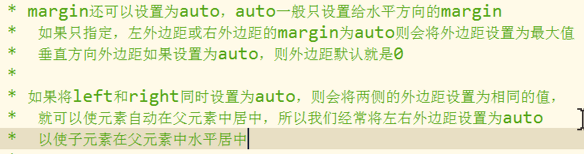 * margin还可以设置为auto,auto一般只设置给水平方向的margin
* 如果只指定,左外边距或右外边距的margin为auto则会将外边距设置为最大值
* 垂直方向外边距如果设置为auto,则外边距默认就是0
*
* 如果将left和right同时设置为auto,则会将两侧的外边距设置为相同的值,
* 就可以使元素自动在父元素中居中,所以我们经常将左右外边距设置为auto
* 以使子元素在父元素中水平居中